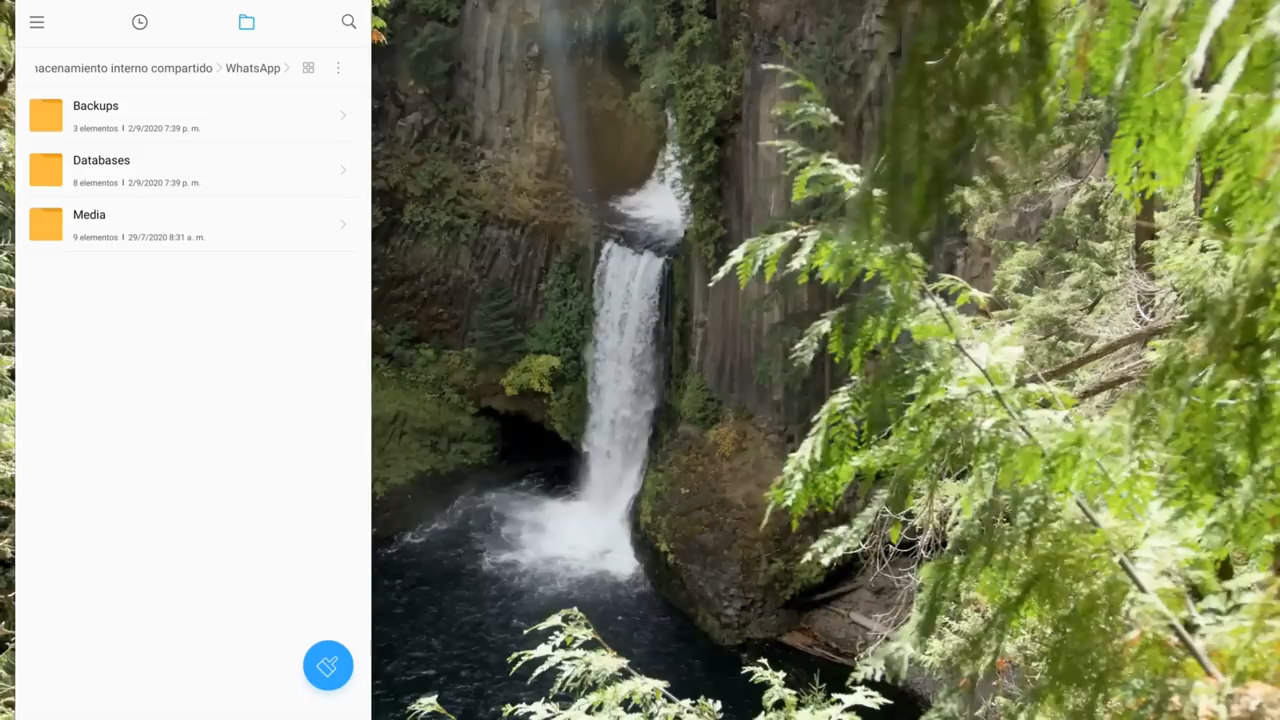 nacenamiento interno compartido > WhatsApp >
Backups
3 elementos | 2/9/2020 7:39 p. m.
Databases
8 elementos | 2/9/2020 7:39 p. m.
Media
9 elementos | 29/7/2020 8:31 a. m.